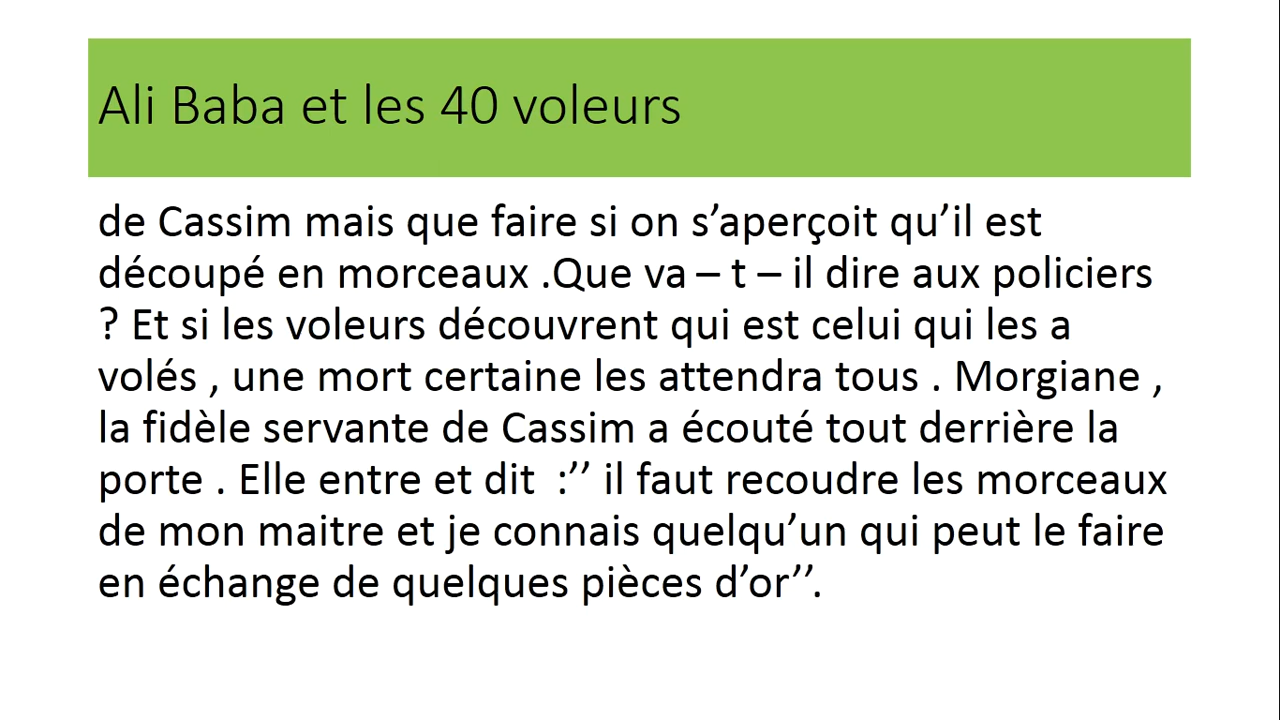 Ali Baba et les 40 voleurs
de Cassim mais que faire si on s’aperçoit qu’il est
découpé en morceaux .Que va – t – il dire aux policiers
? Et si les voleurs découvrent qui est celui qui les a
volés , une mort certaine les attendra tous . Morgiane ,
la fidèle servante de Cassim a écouté tout derrière la
porte . Elle entre et dit  :’’ il faut recoudre les morceaux
de mon maitre et je connais quelqu’un qui peut le faire
en échange de quelques pièces d’or’’.